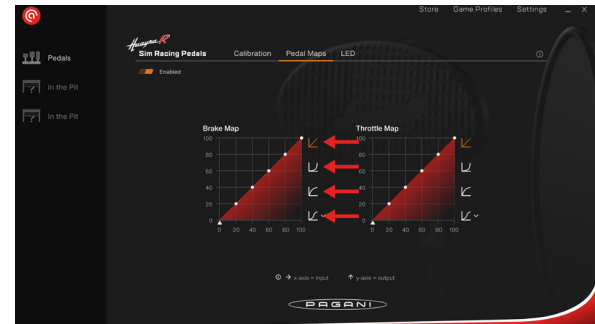 Store Game Profiles Settings
Huayra R
Sim Racing Pedals Calibration Pedal Maps LED
Enabled
Pedals
In the Pit
In the Pit
Brake Map
100
80
60
40
20
0
0 20 40 60 80 100
Throttle Map
100
80
60
40
20
0
0 20 40 60 80 100
x-axis = input y-axis = output
PAGANI